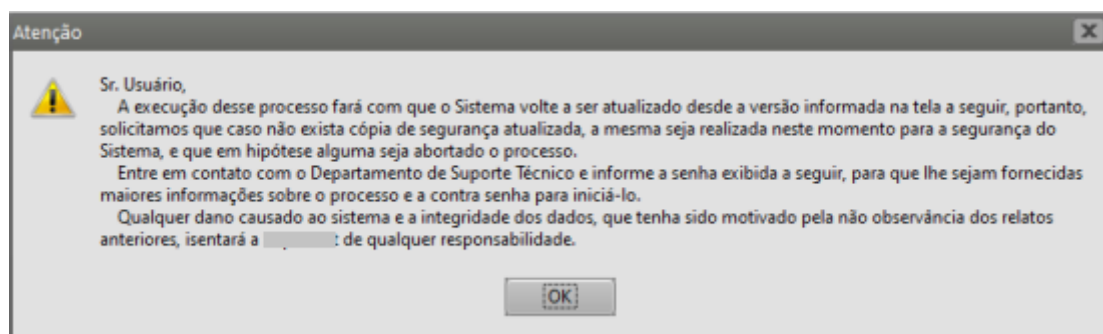 Atenção
Sr. Usuário,
A execução desse processo fará com que o Sistema volte a ser atualizado desde a versão informada na tela a seguir, portanto,
solicitamos que caso não exista cópia de segurança atualizada, a mesma seja realizada neste momento para a segurança do
Sistema, e que em hipótese alguma seja abortado o processo.
Entre em contato com o Departamento de Suporte Técnico e informe a senha exibida a seguir, para que lhe sejam fornecidas
maiores informações sobre o processo e a contra senha para iniciá-lo.
Qualquer dano causado ao sistema e a integridade dos dados, que tenha sido motivado pela não observância dos relatos
anteriores, isentará a de qualquer responsabilidade.
OK